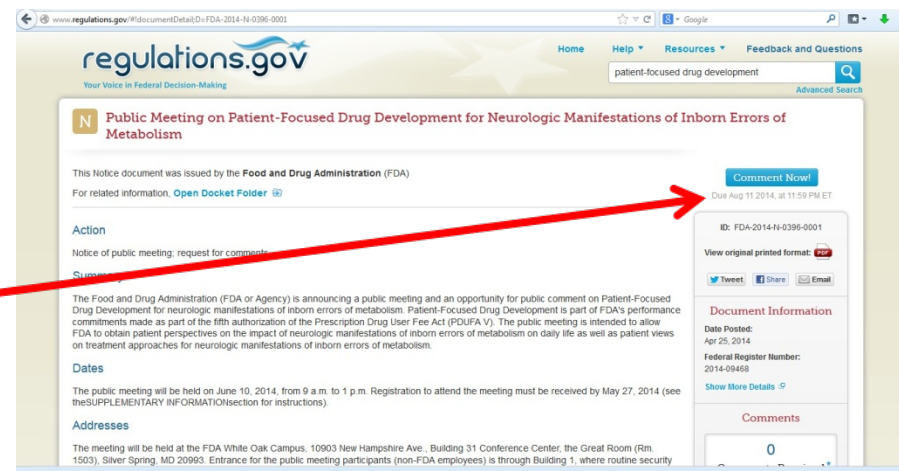 www.regulations.gov/#!documentDetail;D=FDA-2014-N-0396-0001
Google
regulations.gov
Your Voice in Federal Decision-Making
Home Help Resources Feedback and Questions
patient-focused drug development
Advanced Search
N
Public Meeting on Patient-Focused Drug Development for Neurologic Manifestations of Inborn Errors of
Metabolism
This Notice document was issued by the Food and Drug Administration (FDA)
For related information, Open Docket Folder
Comment Now!
Due Aug 11 2014, at 11:59 PM ET
Action
Notice of public meeting; request for comments
Summary
The Food and Drug Administration (FDA or Agency) is announcing a public meeting and an opportunity for public comment on Patient-Focused
Drug Development for neurologic manifestations of inborn errors of metabolism. Patient-Focused Drug Development is part of FDA's performance
commitments made as part of the fifth authorization of the Prescription Drug User Fee Act (PDUFA V). The public meeting is intended to allow
FDA to obtain patient perspectives on the impact of neurologic manifestations of inborn errors of metabolism on daily life as well as patient views
on treatment approaches for neurologic manifestations of inborn errors of metabolism.
Dates
The public meeting will be held on June 10, 2014, from 9 a.m. to 1 p.m. Registration to attend the meeting must be received by May 27, 2014 (see
theSUPPLEMENTARY INFORMATIONsection for instructions).
Addresses
The meeting will be held at the FDA White Oak Campus, 10903 New Hampshire Ave., Building 31 Conference Center, the Great Room (Rm.
1503), Silver Spring, MD 20993. Entrance for the public meeting participants (non-FDA employees) is through Building 1, where routine security
ID: FDA-2014-N-0396-0001
View original printed format: PDF
Tweet Share Email
Document Information
Date Posted:
Apr 25, 2014
Federal Register Number:
2014-09468
Show More Details
Comments
0